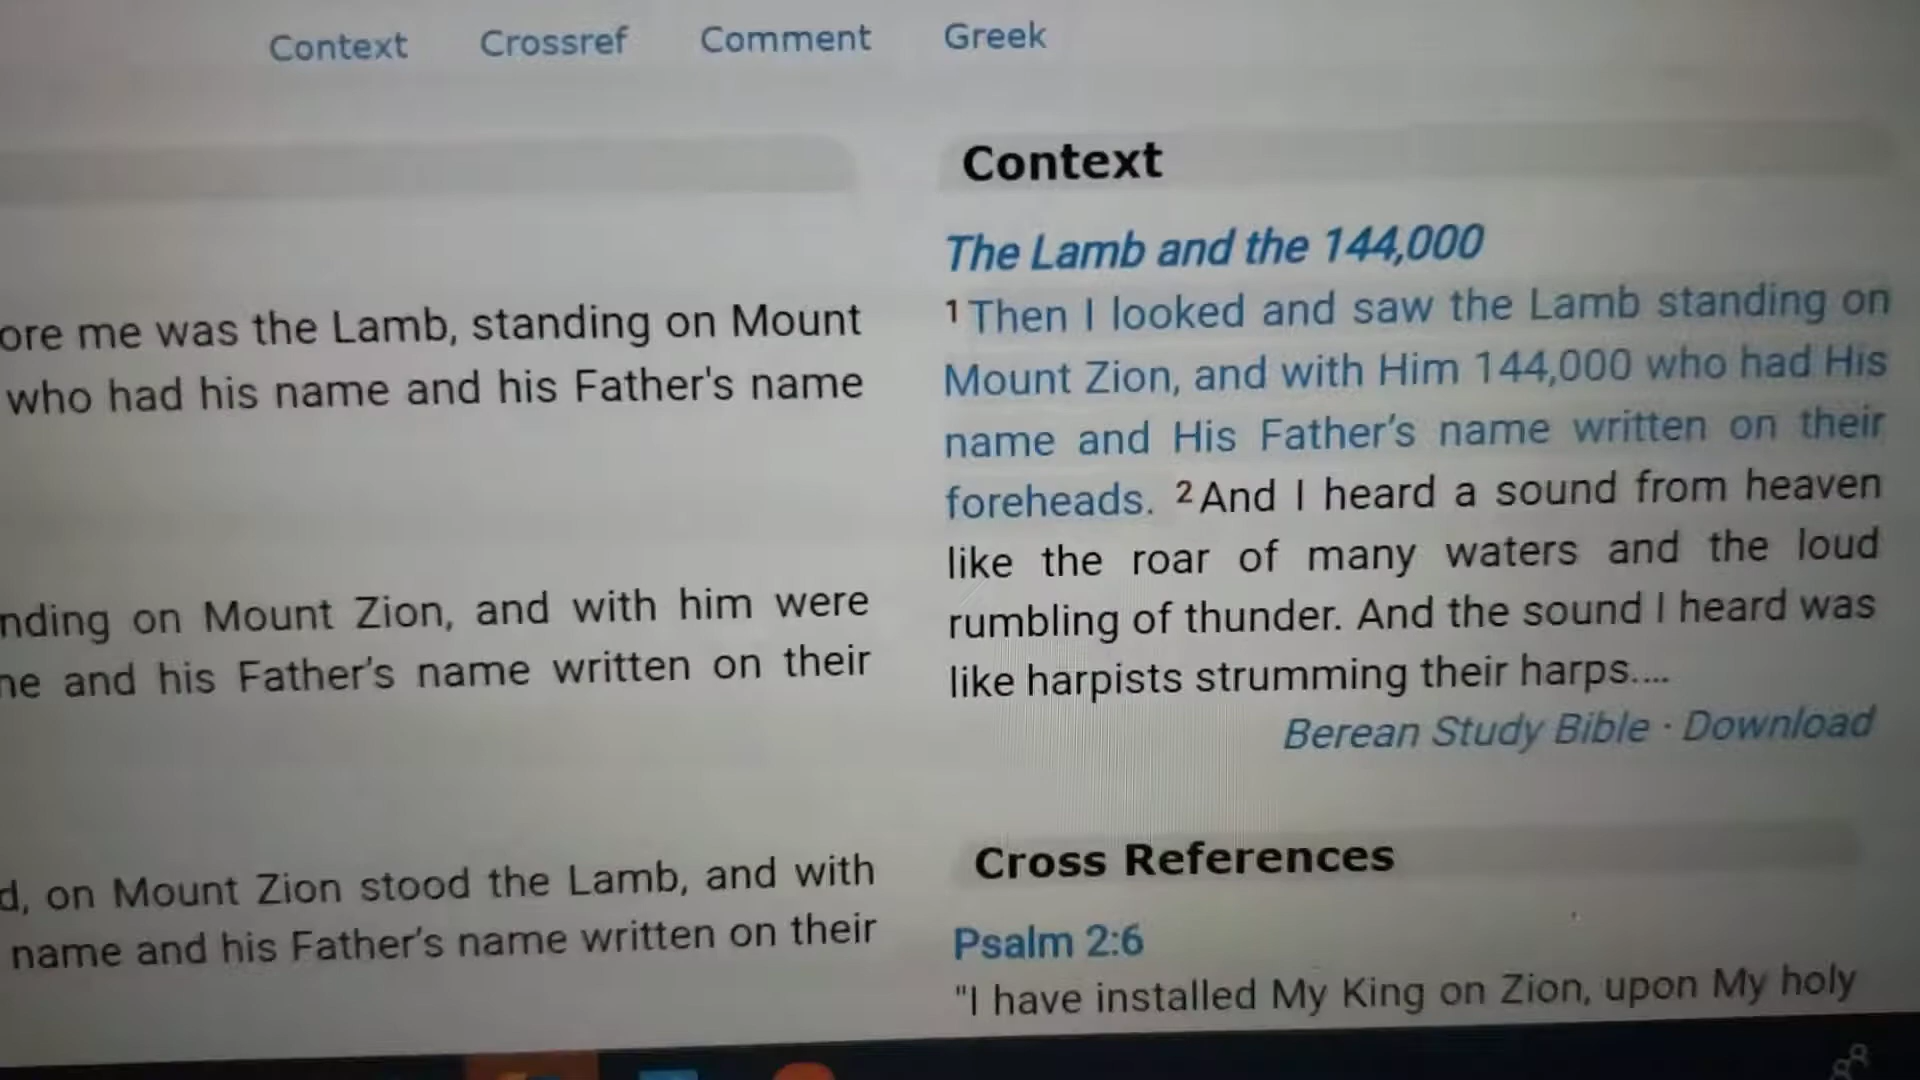 Context Crossref Comment Greek
ore me was the Lamb, standing on Mount
who had his name and his Father's name
nding on Mount Zion, and with him were
ne and his Father's name written on their
d, on Mount Zion stood the Lamb, and with
name and his Father's name written on their
Context
The Lamb and the 144,000
1 Then I looked and saw the Lamb standing on
Mount Zion, and with Him 144,000 who had His
name and His Father's name written on their
foreheads. 2 And I heard a sound from heaven
like the roar of many waters and the loud
rumbling of thunder. And the sound I heard was
like harpists strumming their harps....
Berean Study Bible · Download
Cross References
Psalm 2:6
"I have installed My King on Zion, upon My holy